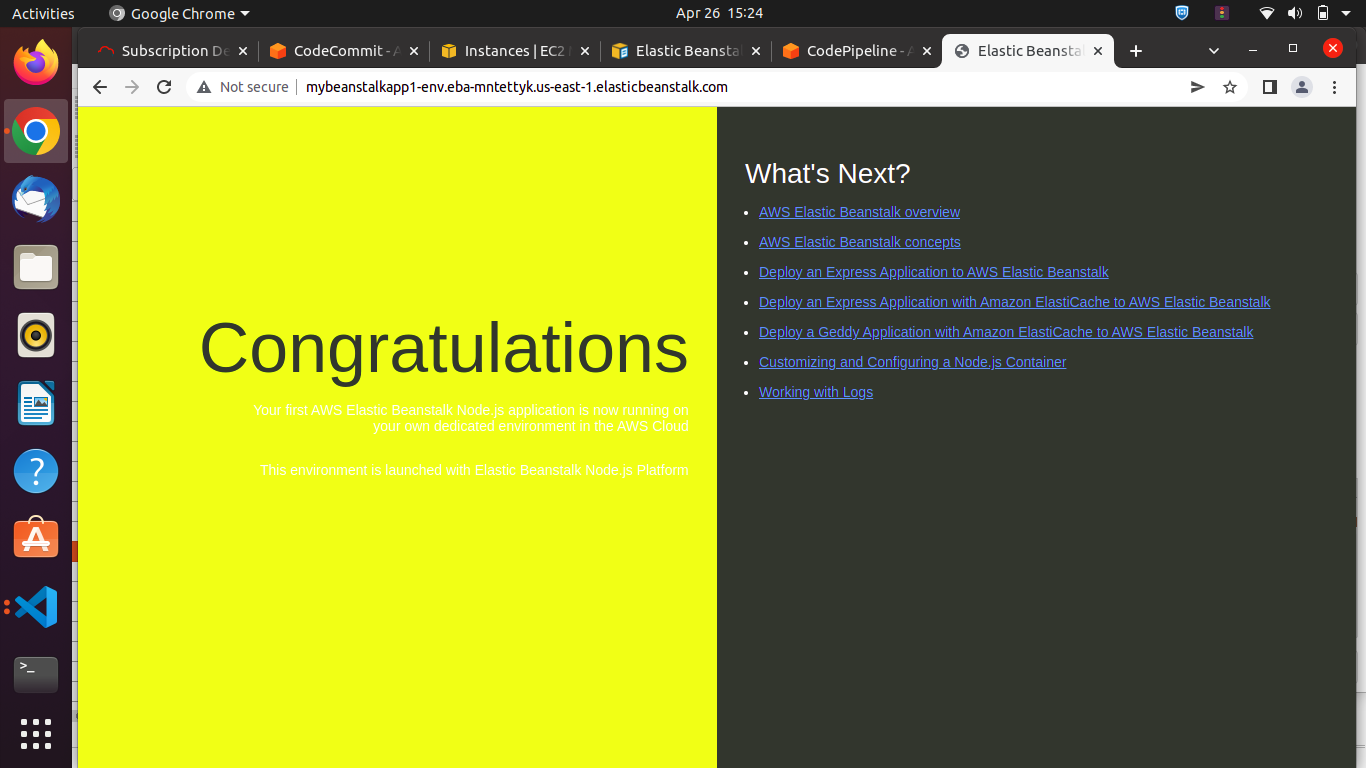 Activities
Google Chrome
Apr 26 15:24
Subscription De
CodeCommit - A
Instances | EC2
Elastic Beansta
CodePipeline - A
Elastic Beansta
Not secure
mybeanstalkapp1-env.eba-mntettyk.us-east-1.elasticbeanstalk.com
Congratulations
Your first AWS Elastic Beanstalk Node.js application is now running on
your own dedicated environment in the AWS Cloud
This environment is launched with Elastic Beanstalk Node.js Platform
What's Next?
AWS Elastic Beanstalk overview
AWS Elastic Beanstalk concepts
Deploy an Express Application to AWS Elastic Beanstalk
Deploy an Express Application with Amazon ElastiCache to AWS Elastic Beanstalk
Deploy a Geddy Application with Amazon ElastiCache to AWS Elastic Beanstalk
Customizing and Configuring a Node.js Container
Working with Logs